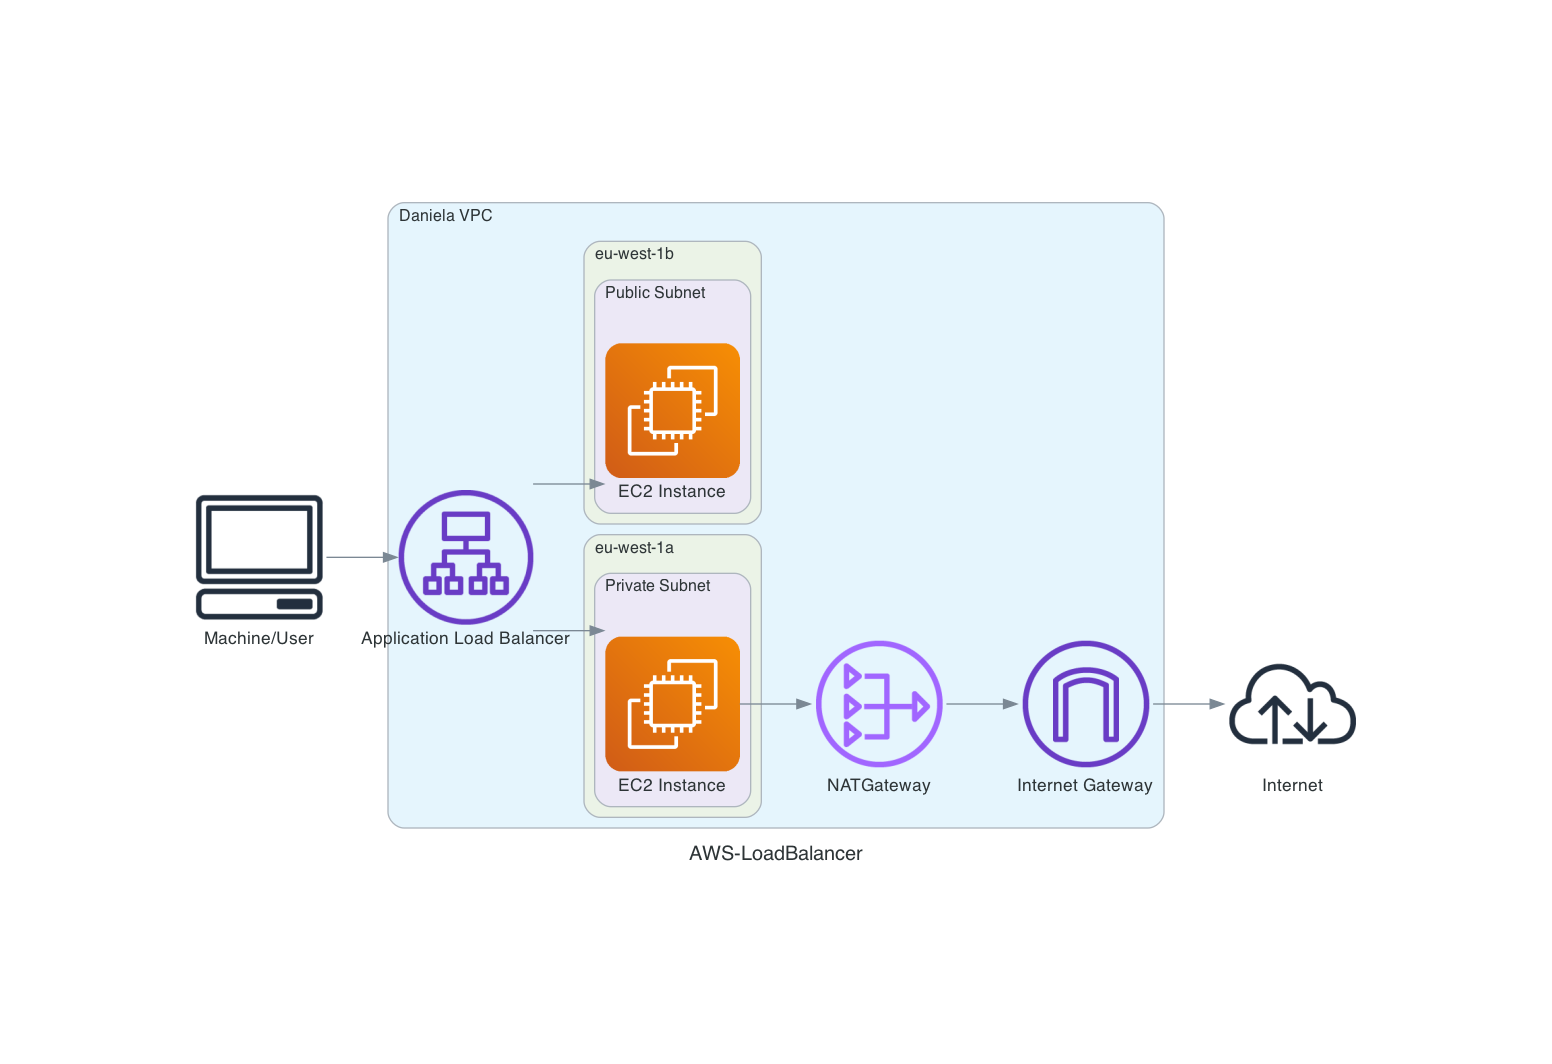 Daniela VPC
eu-west-1b
Public Subnet
EC2 Instance
eu-west-1a
Private Subnet
Machine/User
Application Load Balancer
EC2 Instance
NATGateway
Internet Gateway
Internet
AWS-LoadBalancer